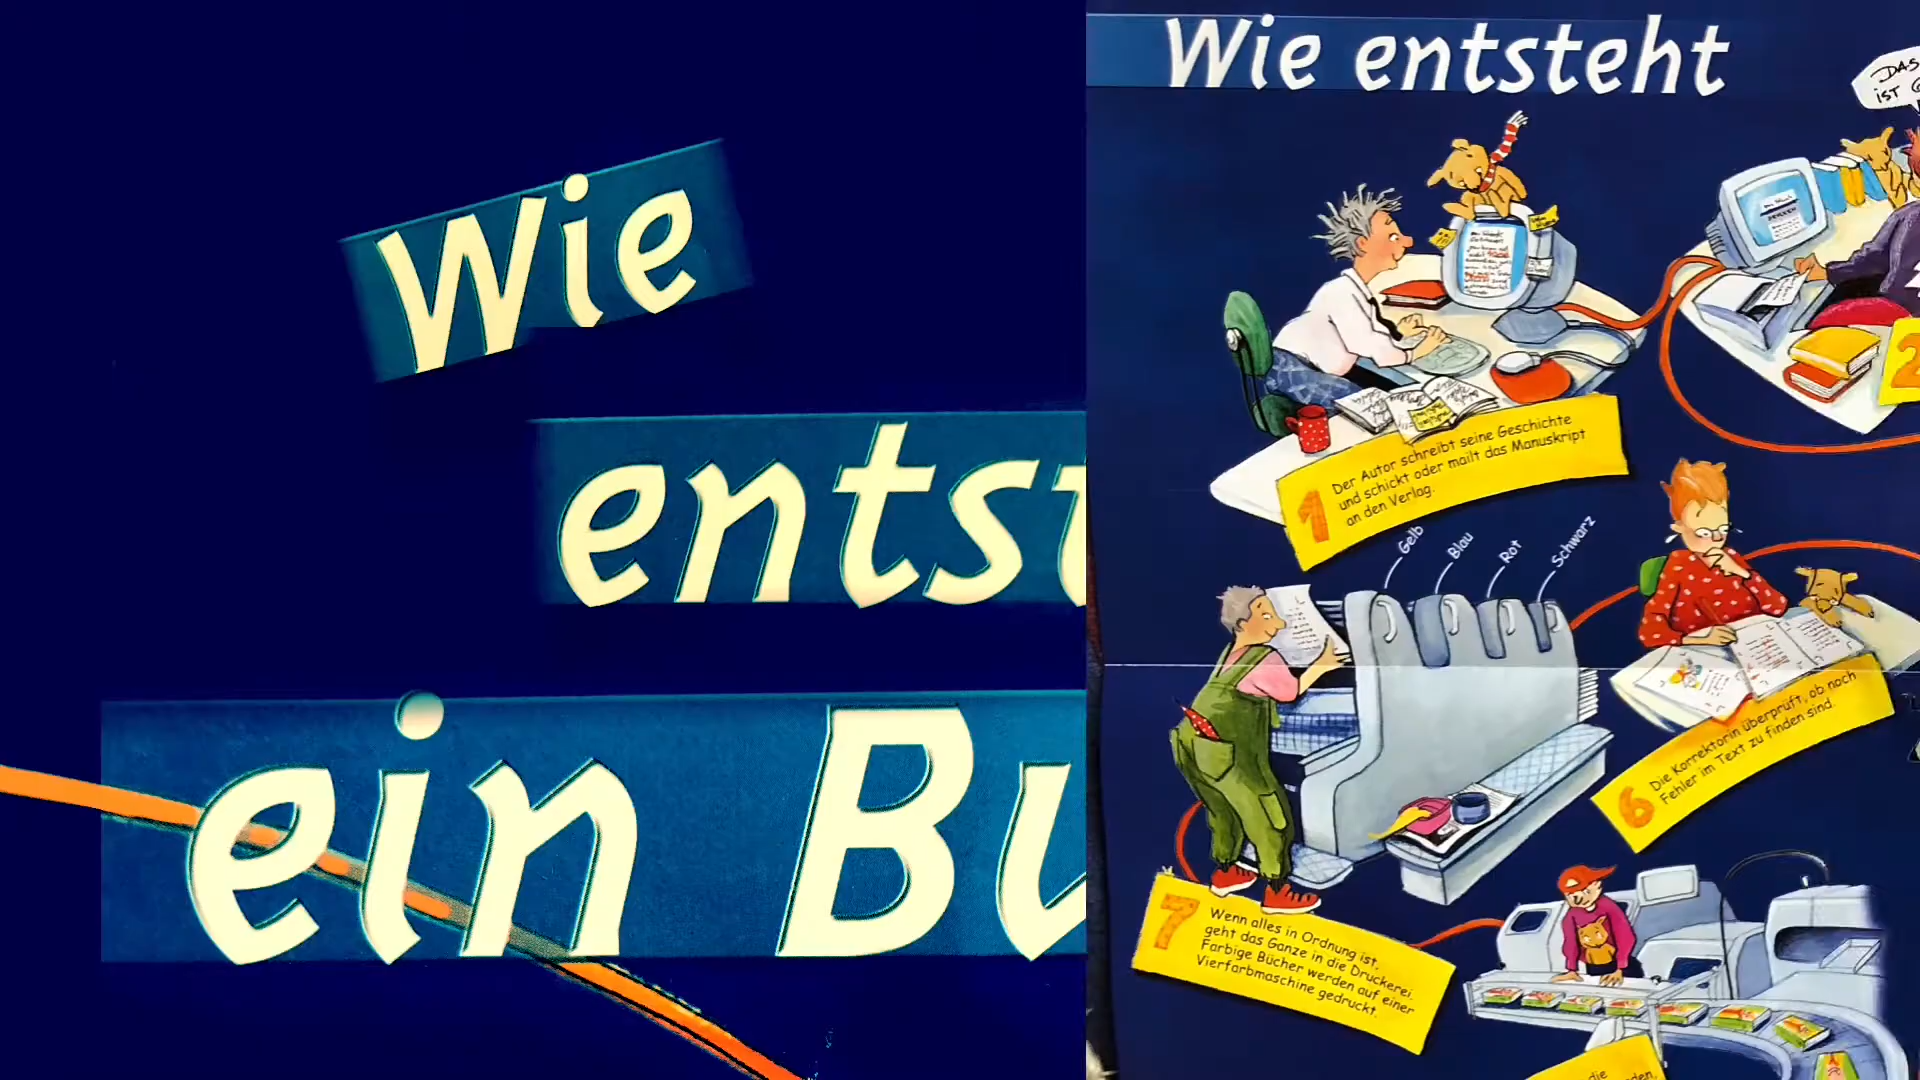 Wie
entst
ein Bu
Wie entsteht
DAS
IST
1 Der Autor schreibt seine Geschichte
und schickt oder mailt das Manuskript
an den Verlag.
2
Gelb
Blau
Rot
Schwarz
6 Die Korrektorin überprüft, ob noch
Fehler im Text zu finden sind.
7 Wenn alles in Ordnung ist,
geht das Ganze in die Druckerei.
Farbige Bücher werden auf einer
Vierfarbmaschine gedruckt.
die
den,